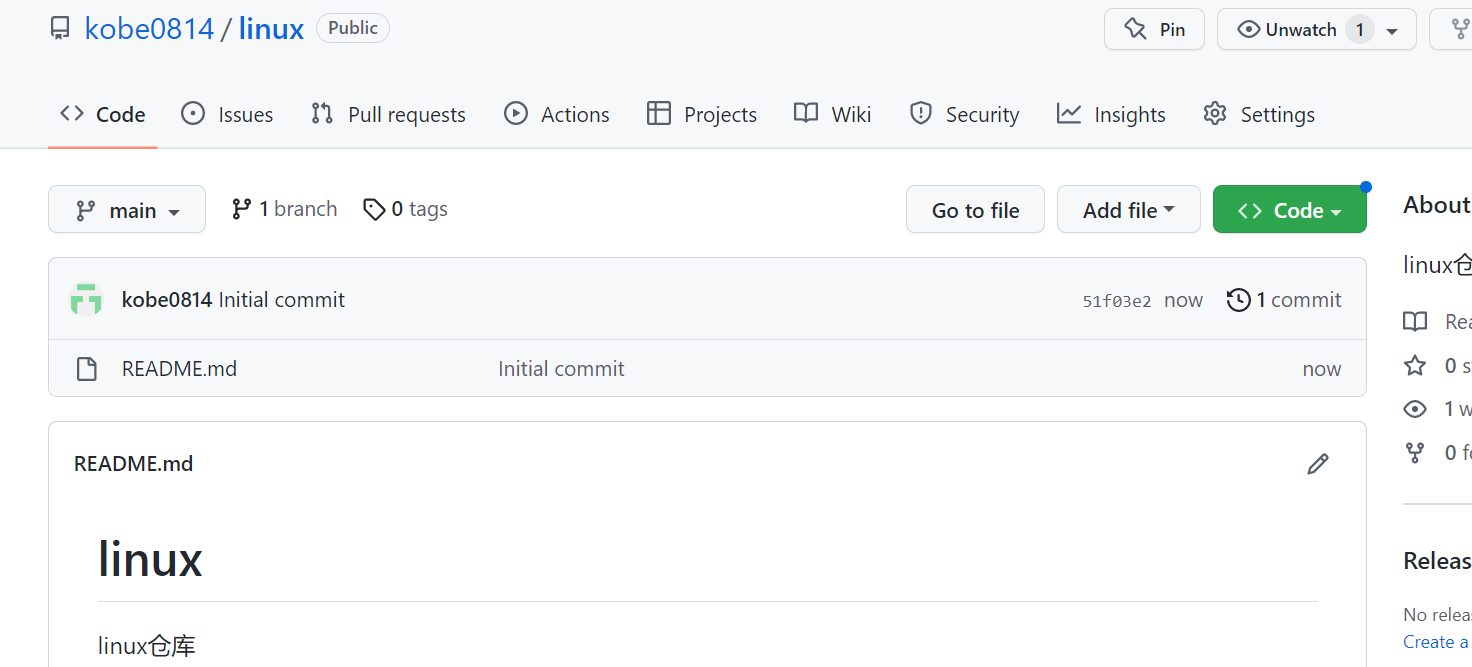 kobe0814 / linux Public Pin Unwatch 1
Code Issues Pull requests Actions Projects Wiki Security Insights Settings
main 1 branch 0 tags Go to file Add file Code
About
linux仓
kobe0814 Initial commit 51f03e2 now 1 commit
README.md Initial commit now
0
1
0
README.md
linux
linux仓库
No
Create a